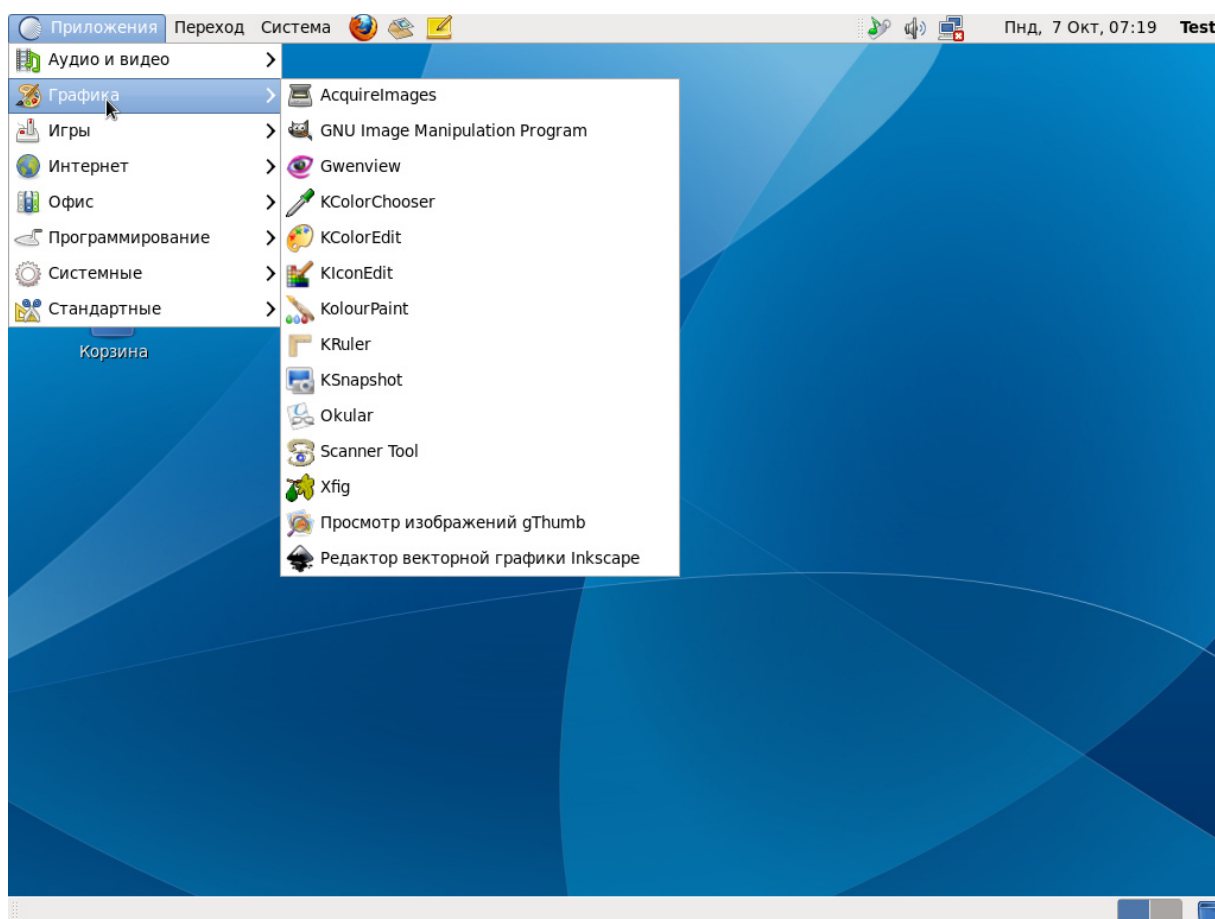 Приложения Переход Система Пнд, 7 Окт, 07:19 Test
Аудио и видео
Графика
Игры
Интернет
Офис
Программирование
Системные
Стандартные
AcquireImages
GNU Image Manipulation Program
Gwenview
KColorChooser
KColorEdit
KIconEdit
KolourPaint
KRuler
KSnapshot
Okular
Scanner Tool
Xfig
Просмотр изображений gThumb
Редактор векторной графики Inkscape
Корзина